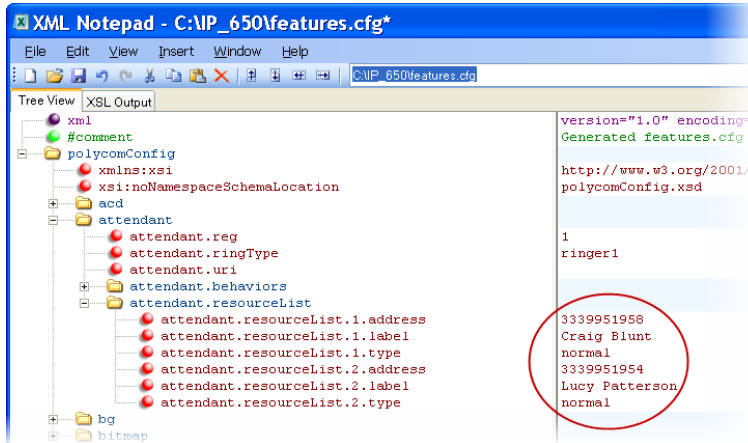 XML Notepad - C:\IP_650\features.cfg*
File Edit View Insert Window Help
C:\IP_650\features.cfg
Tree View XSL Output
xml version="1.0" encoding=
#comment Generated features.cfg
polycomConfig
xmlns:xsi http://www.w3.org/2001/
xsi:noNamespaceSchemaLocation polycomConfig.xsd
acd
attendant
attendant.reg 1
attendant.ringType ringer1
attendant.uri
attendant.behaviors
attendant.resourceList
attendant.resourceList.1.address 3339951958
attendant.resourceList.1.label Craig Blunt
attendant.resourceList.1.type normal
attendant.resourceList.2.address 3339951954
attendant.resourceList.2.label Lucy Patterson
attendant.resourceList.2.type normal
bg
bitmap